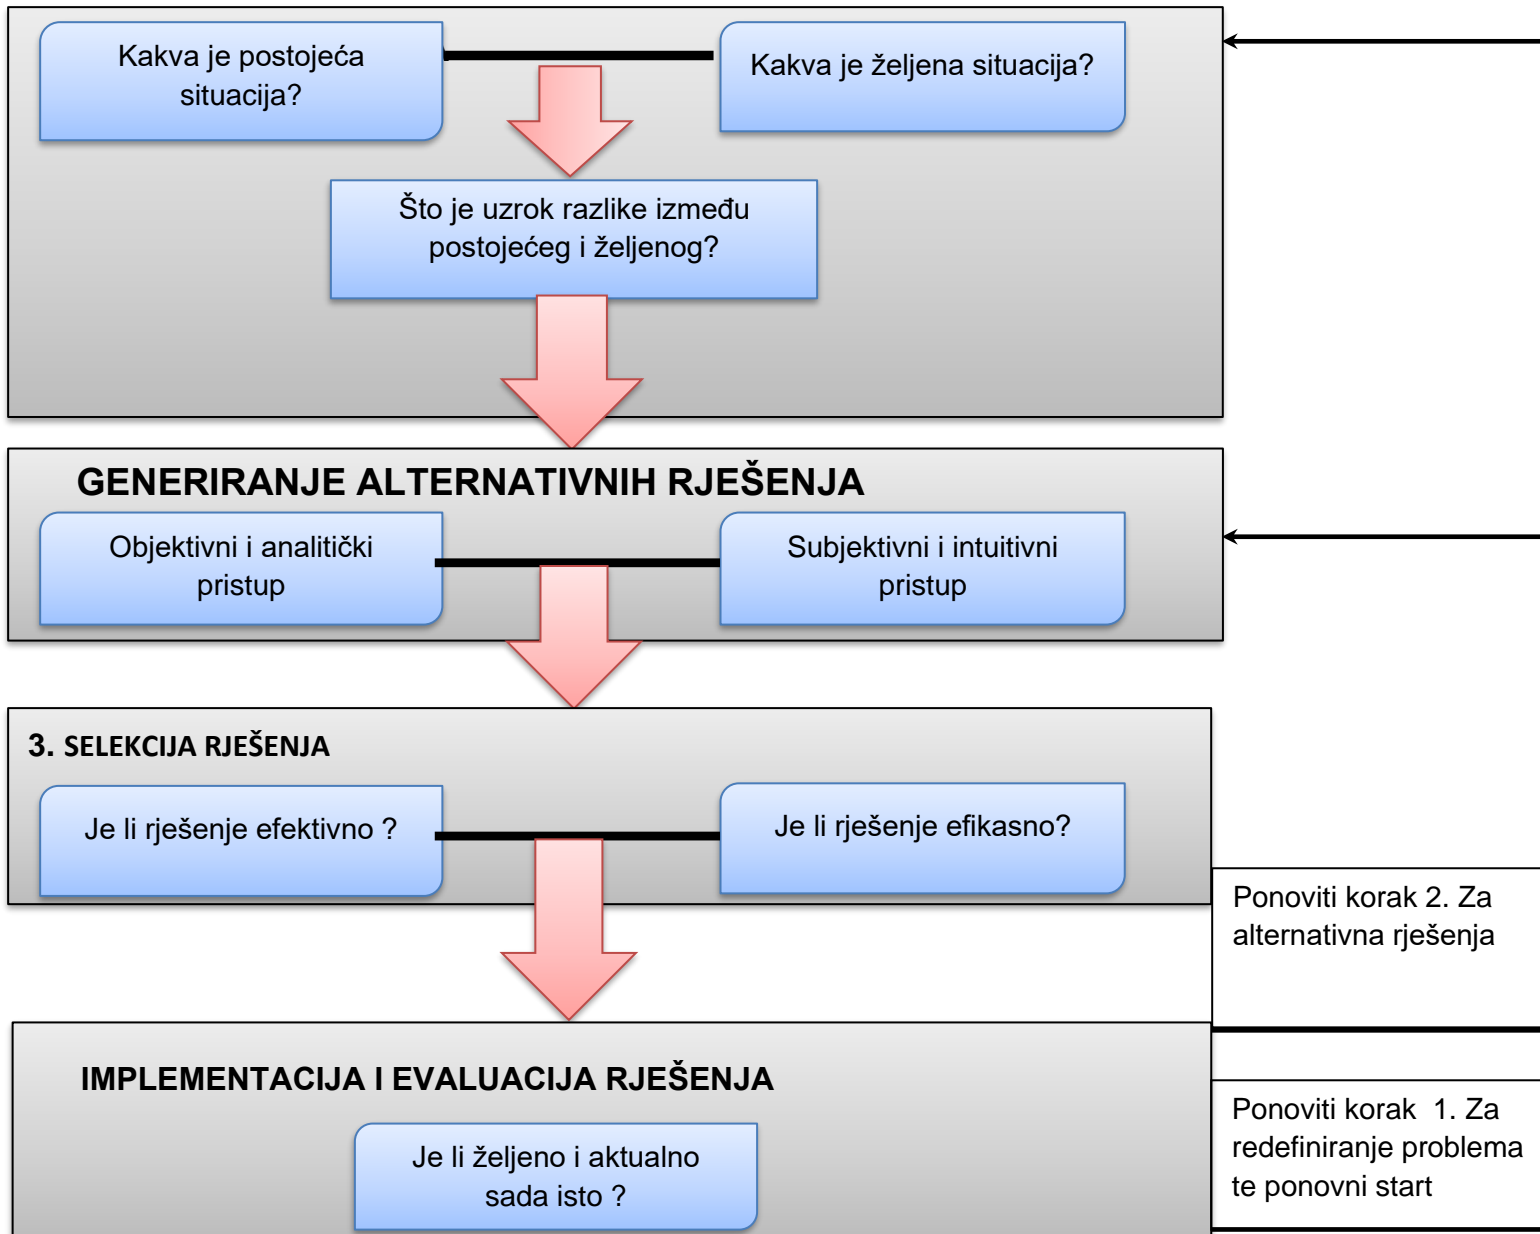 Kakva je postojeća
situacija?
Kakva je željena situacija?
Što je uzrok razlike između
postojećeg i željenog?
GENERIRANJE ALTERNATIVNIH RJEŠENJA
Objektivni i analitički
pristup
Subjektivni i intuitivni
pristup
3. SELEKCIJA RJEŠENJA
Je li rješenje efektivno ?
Je li rješenje efikasno?
Ponoviti korak 2. Za
alternativna rješenja
IMPLEMENTACIJA I EVALUACIJA RJEŠENJA
Je li željeno i aktualno
sada isto ?
Ponoviti korak  1. Za
redefiniranje problema
te ponovni start